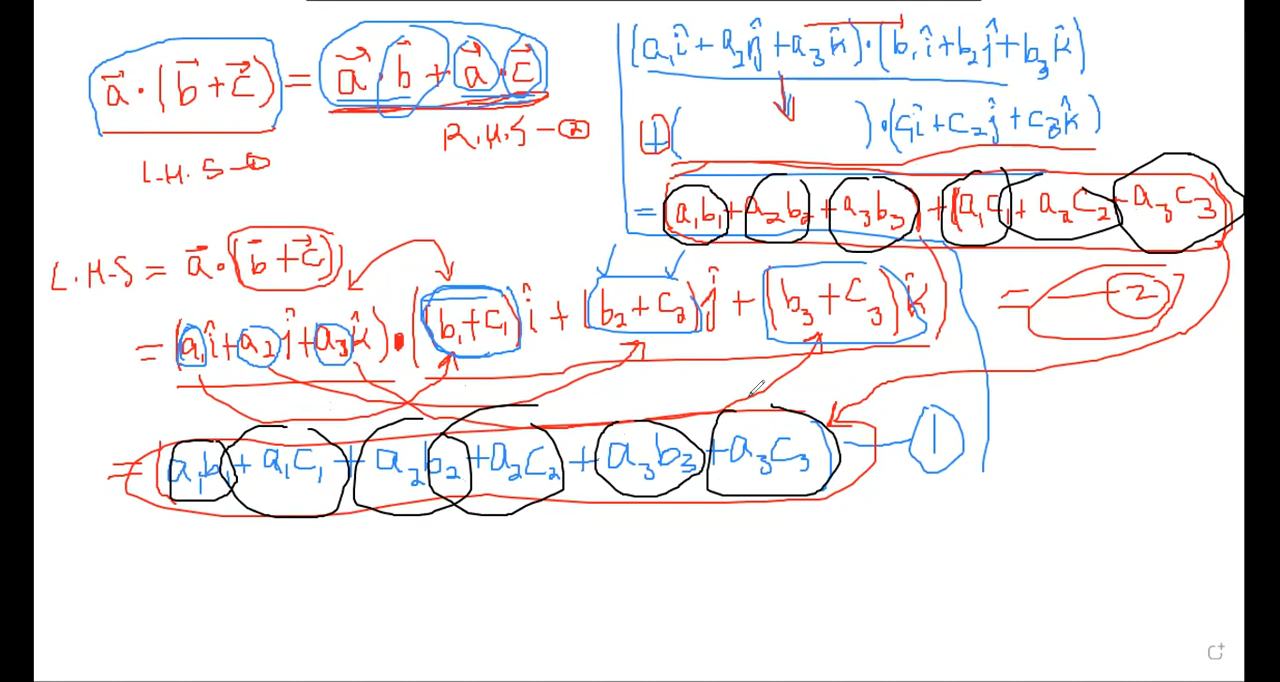 a⃗ · (b⃗ + c⃗) = a⃗ · b⃗ + a⃗ · c⃗
L.H.S – ①
R.H.S – ②
(a₁î + a₂ĵ + a₃k̂) · (b₁î + b₂ĵ + b₃k̂)
+ ( ) · (c₁î + c₂ĵ + c₃k̂)
= (a₁b₁ + a₂b₂ + a₃b₃) + (a₁c₁ + a₂c₂ + a₃c₃)
= — ②
L.H.S = a⃗ · (b⃗ + c⃗)
= (a₁î + a₂ĵ + a₃k̂) · ((b₁ + c₁)î + (b₂ + c₂)ĵ + (b₃ + c₃)k̂)
= (a₁b₁ + a₁c₁ + a₂b₂ + a₂c₂ + a₃b₃ + a₃c₃) — ①